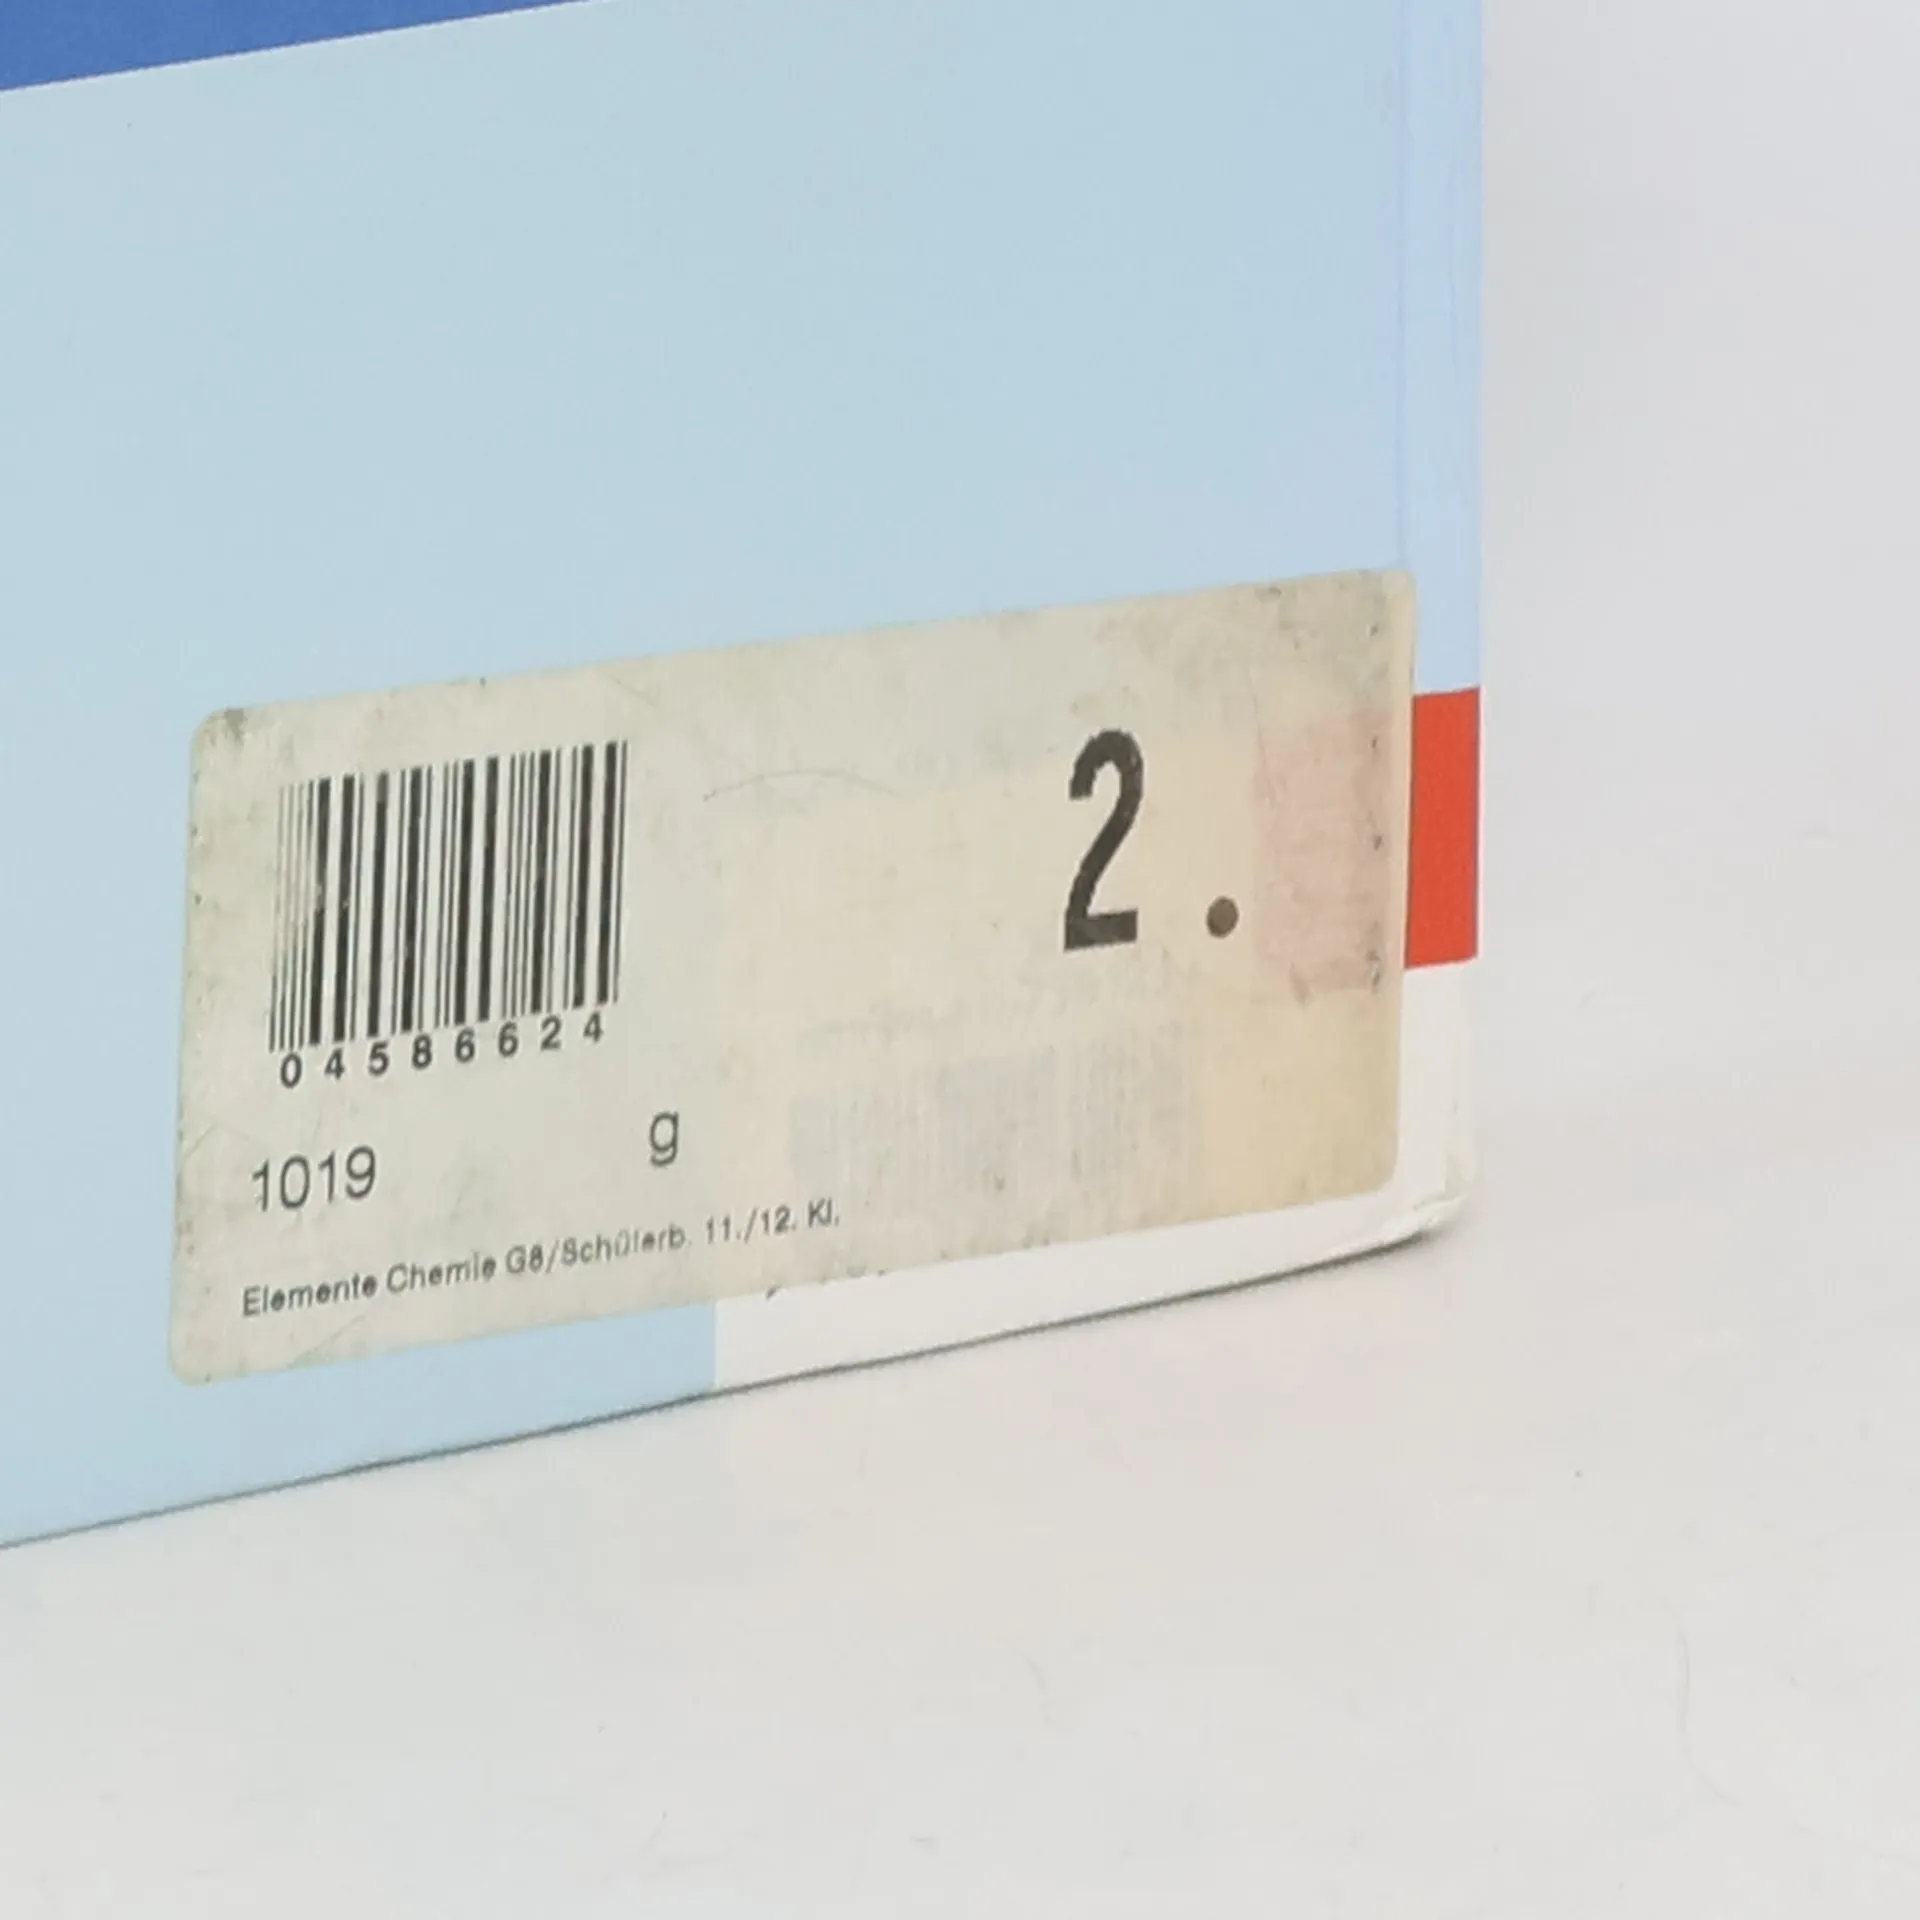 2.
04586624
1019 g
Elemente Chemie G8/Schülerb. 11./12. Kl.